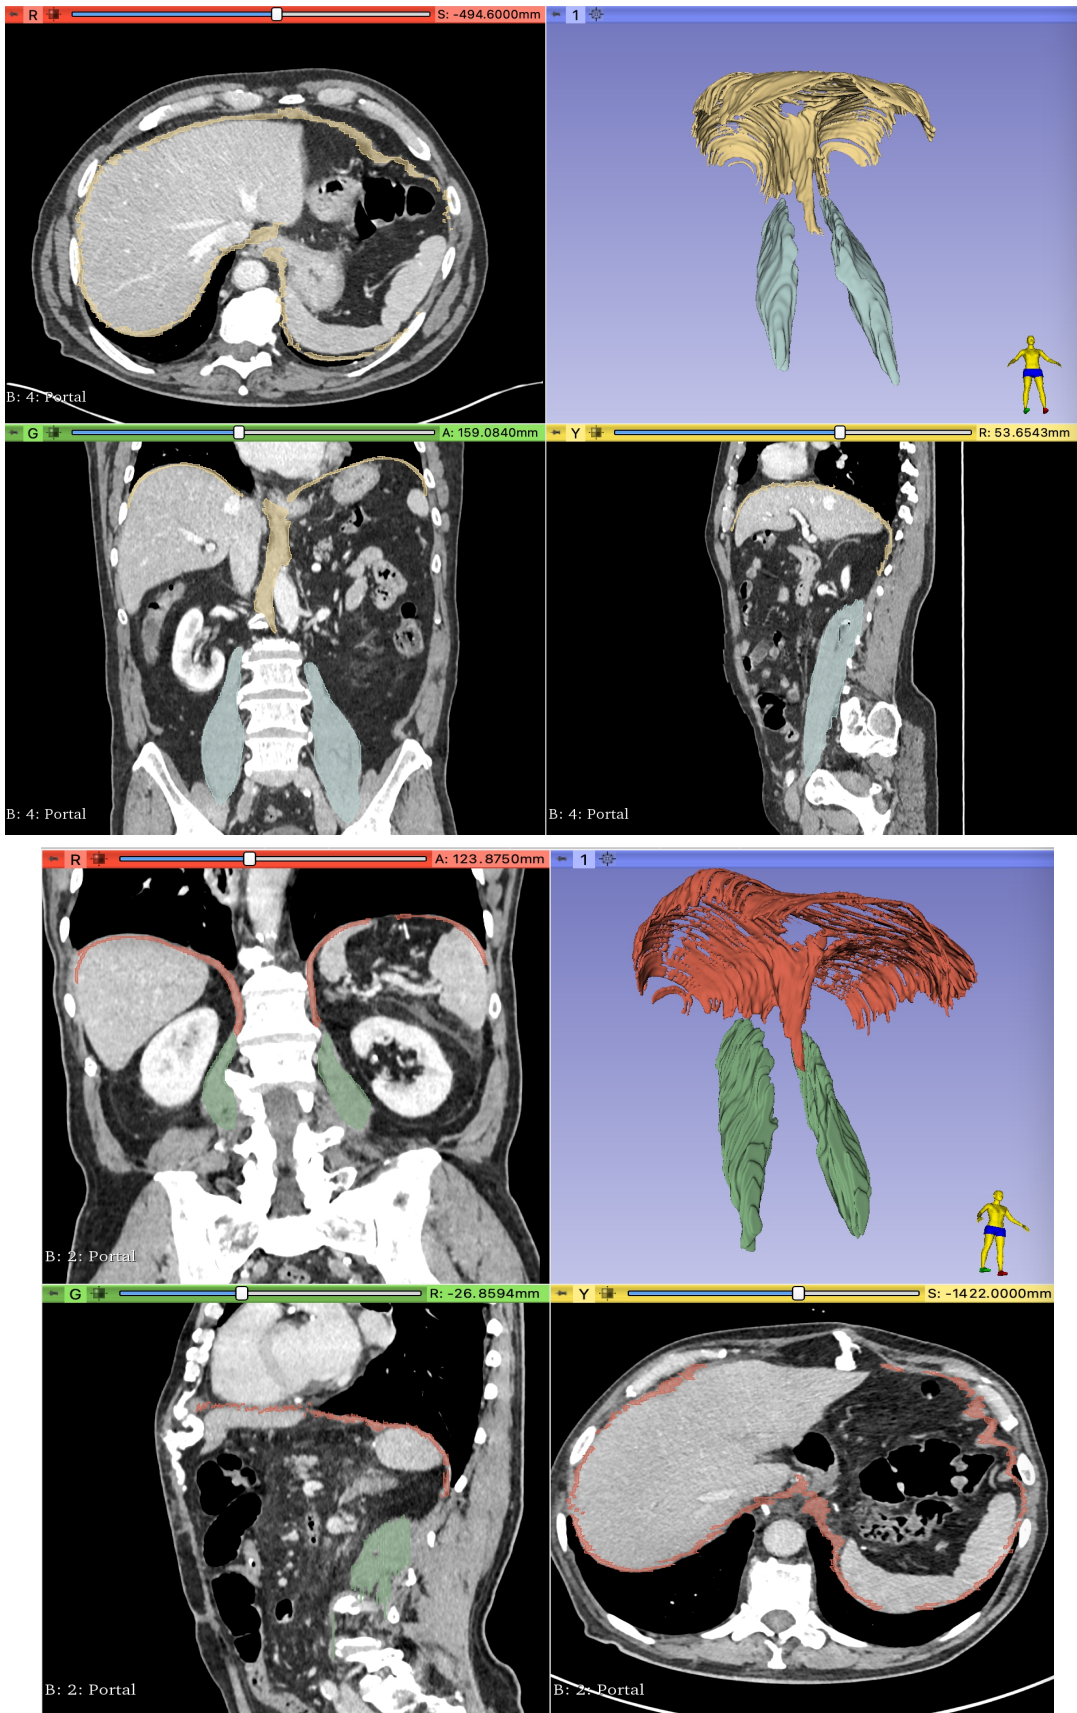 R S: -494.6000mm
1
B: 4: Portal
G A: 159.0840mm
Y R: 53.6543mm
B: 4: Portal
B: 4: Portal
R A: 123.8750mm
1
B: 2: Portal
G R: -26.8594mm
Y S: -1422.0000mm
B: 2: Portal
B: 2: Portal